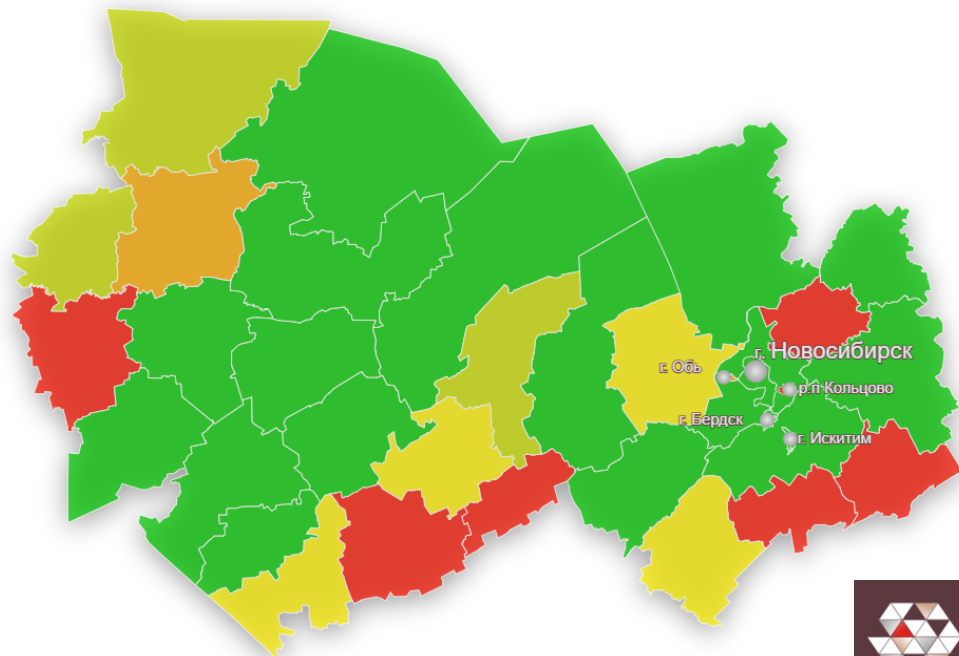 г. Новосибирск
г. Обь
р.п Кольцово
г. Бердск
г. Искитим